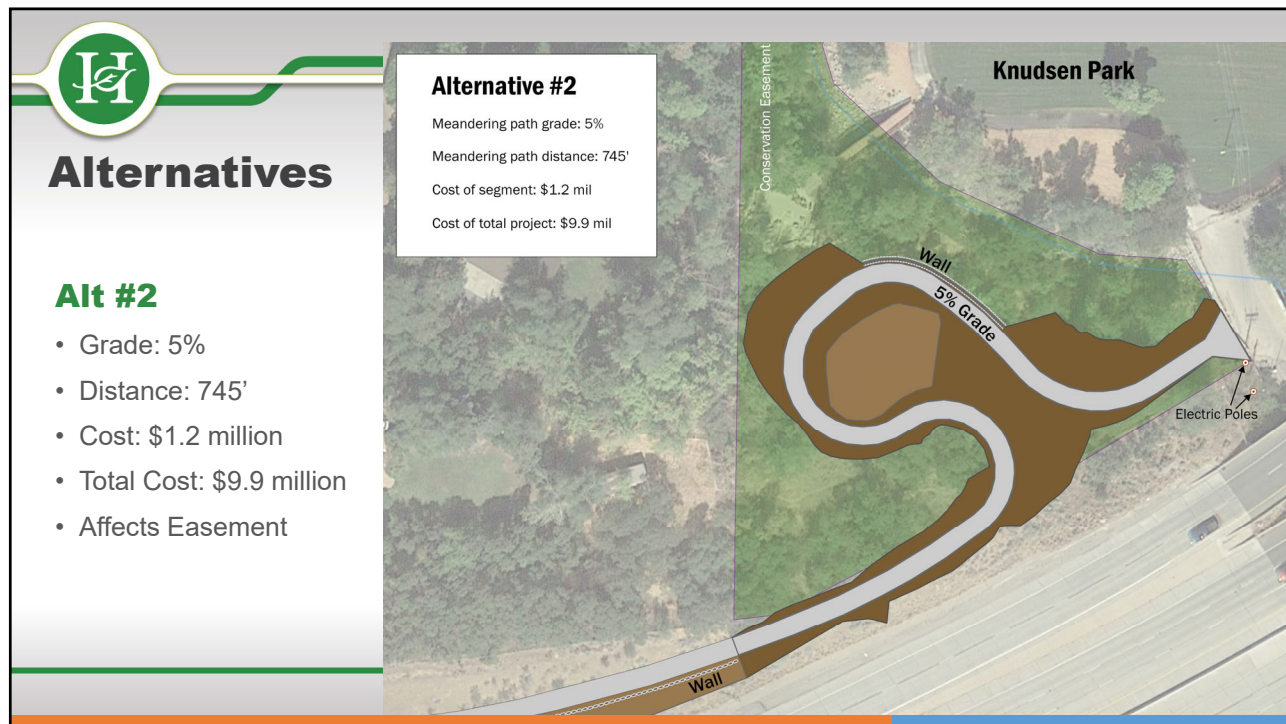 H
Alternatives
Alt #2
• Grade: 5%
• Distance: 745’
• Cost: $1.2 million
• Total Cost: $9.9 million
• Affects Easement
Alternative #2
Meandering path grade: 5%
Meandering path distance: 745'
Cost of segment: $1.2 mil
Cost of total project: $9.9 mil
Conservation Easement
Knudsen Park
Wall
5% Grade
Electric Poles
Wall